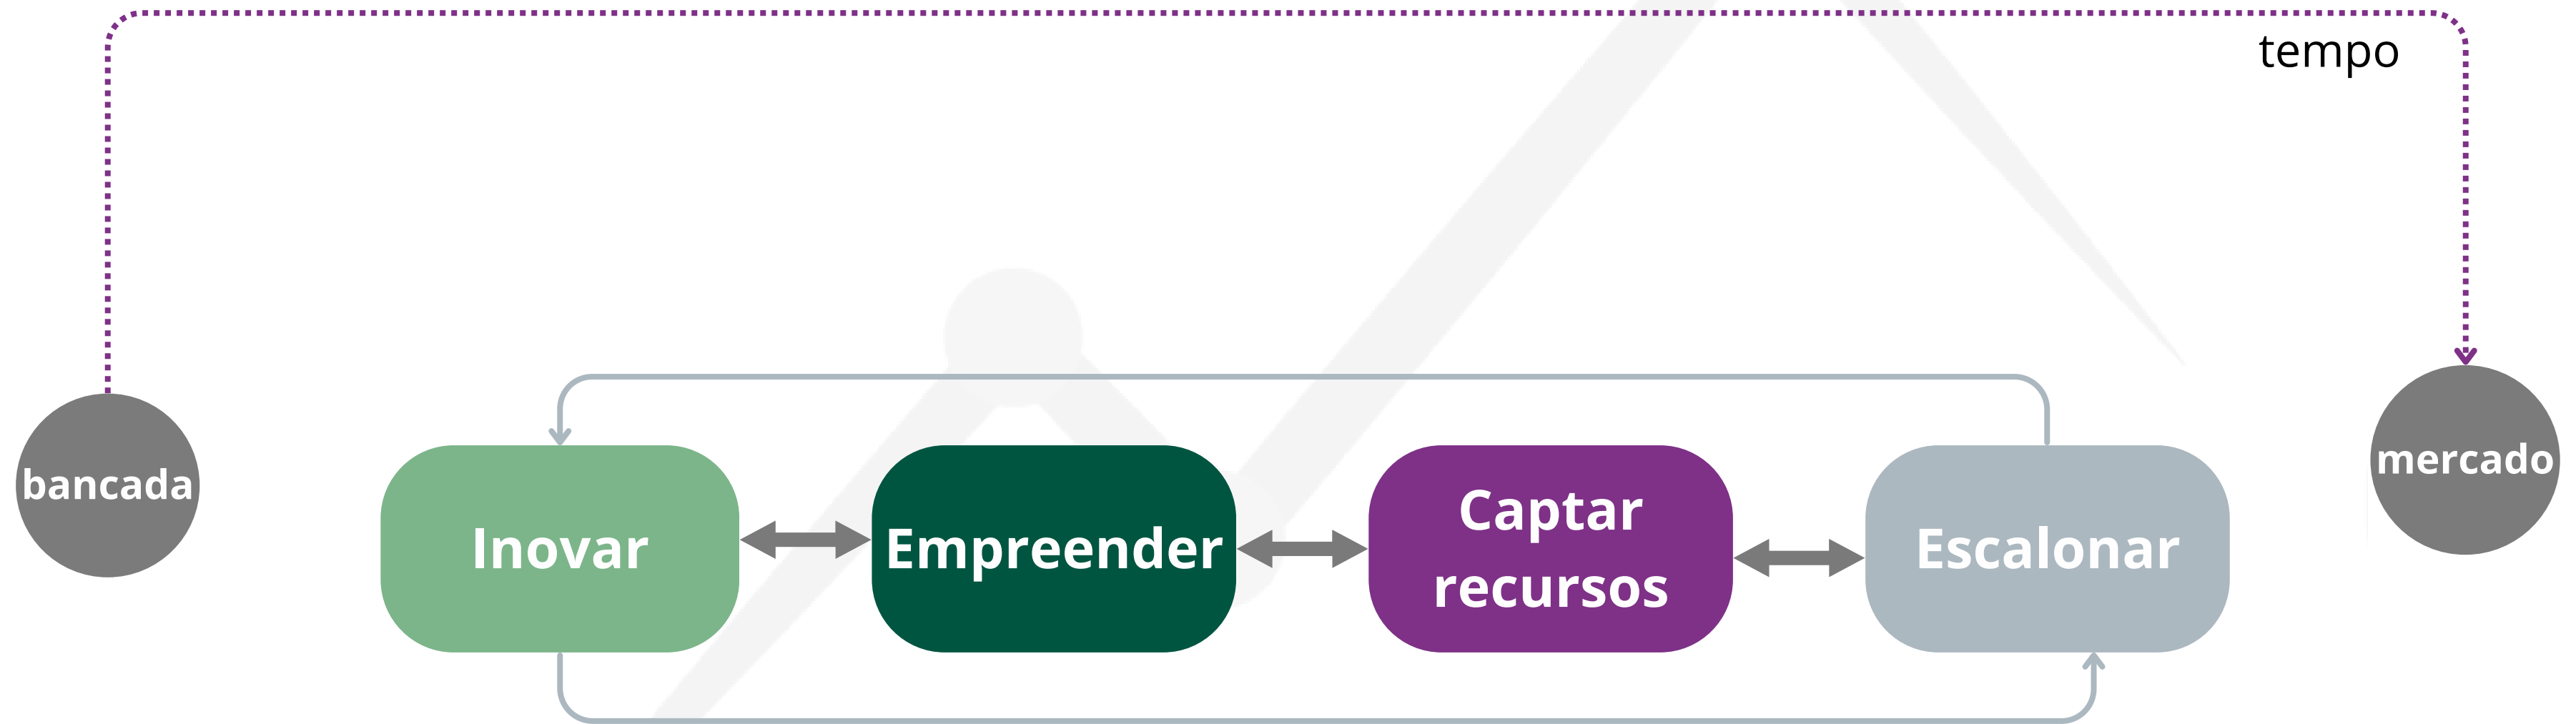 tempo
bancada
Inovar
Empreender
Captar
recursos
Escalonar
mercado